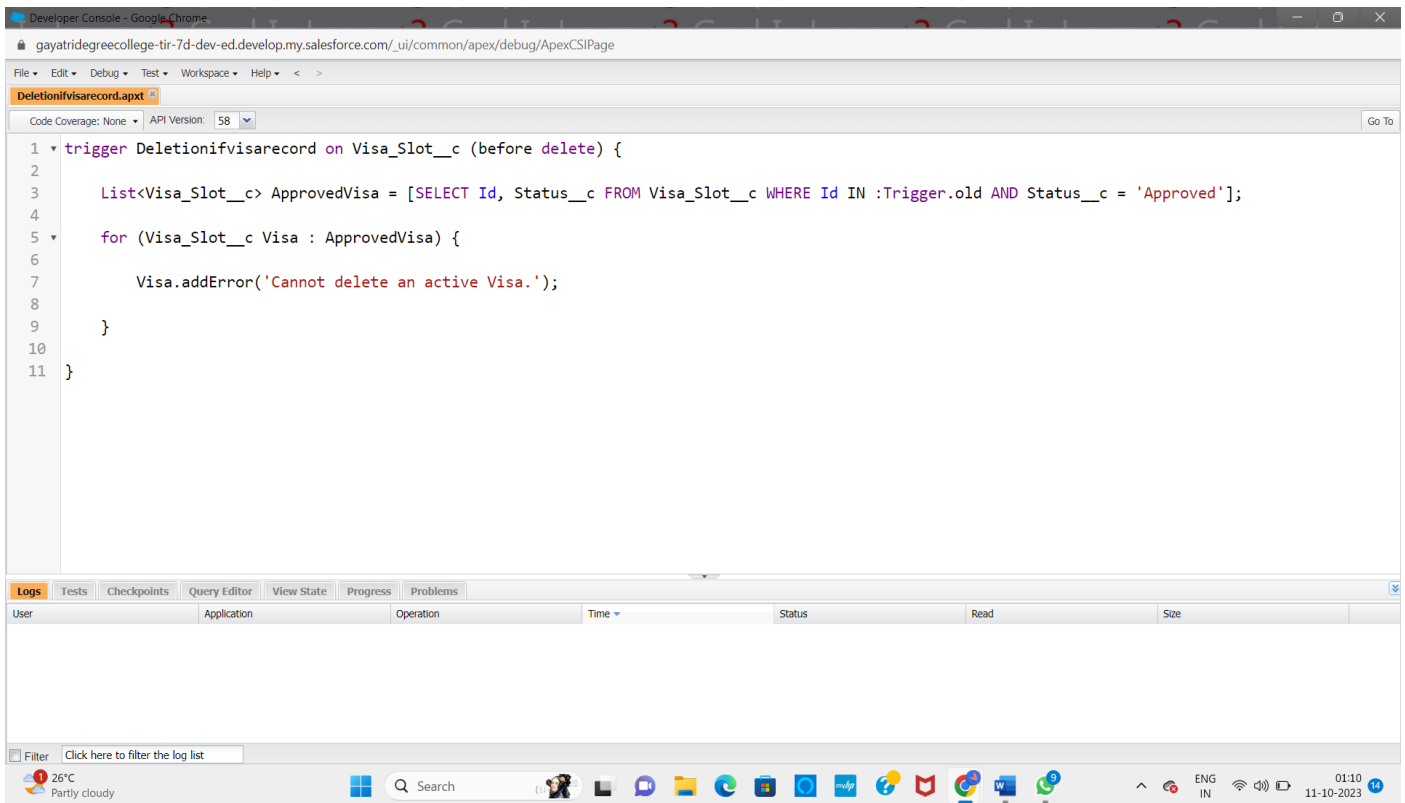 Developer Console - Google Chrome
gayatridegreecollege-tir-7d-dev-ed.develop.my.salesforce.com/_ui/common/apex/debug/ApexCSIPage
File Edit Debug Test Workspace Help < >
Deletionifvisarecord.apxt
Code Coverage: None API Version: 58 Go To
1 trigger Deletionifvisarecord on Visa_Slot__c (before delete) {
2
3 List<Visa_Slot__c> ApprovedVisa = [SELECT Id, Status__c FROM Visa_Slot__c WHERE Id IN :Trigger.old AND Status__c = 'Approved'];
4
5 for (Visa_Slot__c Visa : ApprovedVisa) {
6
7 Visa.addError('Cannot delete an active Visa.');
8
9 }
10
11 }
Logs Tests Checkpoints Query Editor View State Progress Problems
User Application Operation Time Status Read Size
Filter Click here to filter the log list
1 26°C
Partly cloudy
Search
myhp
W
9
ENG
IN
01:10
11-10-2023
14